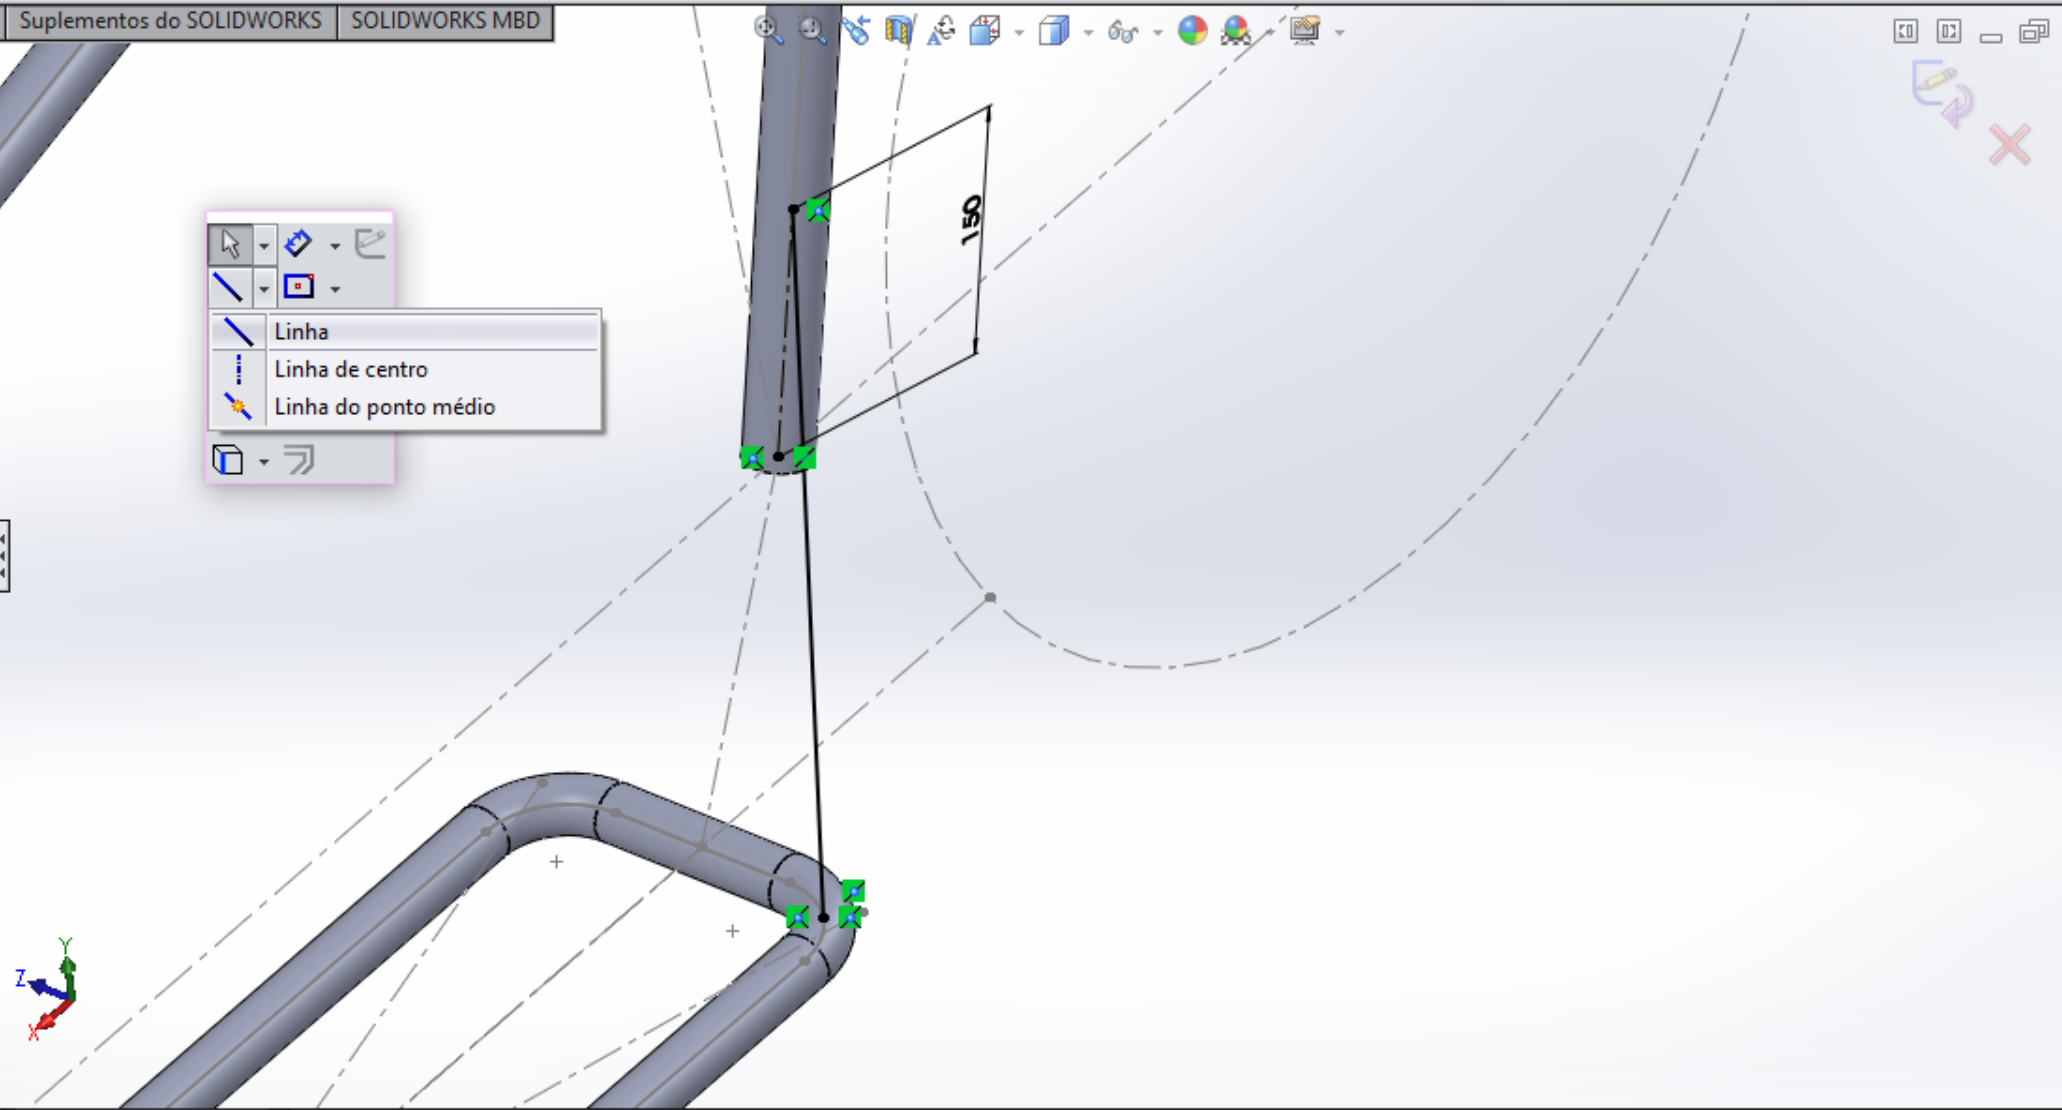 Suplementos do SOLIDWORKS
SOLIDWORKS MBD
150
Linha
Linha de centro
Linha do ponto médio
Y
Z
X